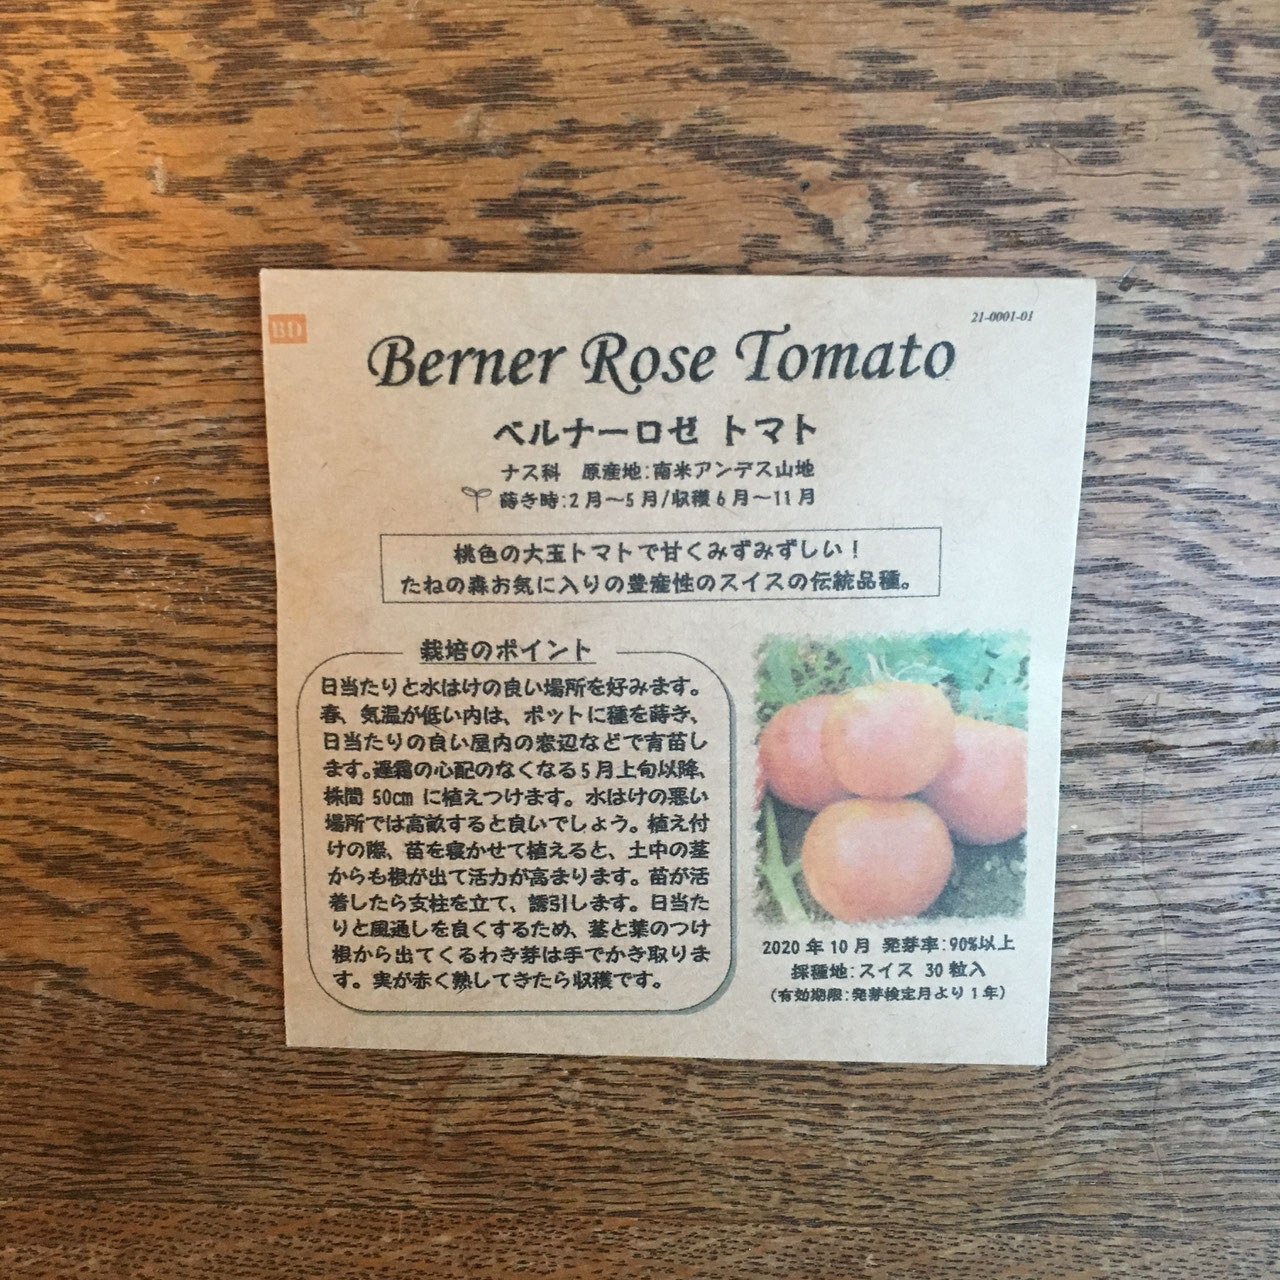 BD
21-0001-01
Berner Rose Tomato
ベルナーロゼ トマト
ナス科 原産地:南米アンデス山地
蒔き時:2月～5月/収穫6月～11月
桃色の大玉トマトで甘くみずみずしい！
たねの森お気に入りの豊産性のスイスの伝統品種。
栽培のポイント
日当たりと水はけの良い場所を好みます。
春、気温が低い内は、ポットに種を蒔き、
日当たりの良い屋内の窓辺などで育苗し
ます。遅霜の心配のなくなる5月上旬以降、
株間 50cm に植えつけます。水はけの悪い
場所では高畝すると良いでしょう。植え付
けの際、苗を寝かせて植えると、土中の茎
からも根が出て活力が高まります。苗が活
着したら支柱を立て、誘引します。日当た
りと風通しを良くするため、茎と葉のつけ
根から出てくるわき芽は手でかき取りま
す。実が赤く熟してきたら収穫です。
2020年10月 発芽率:90%以上
採種地:スイス 30粒入
（有効期限:発芽検定月より1年）